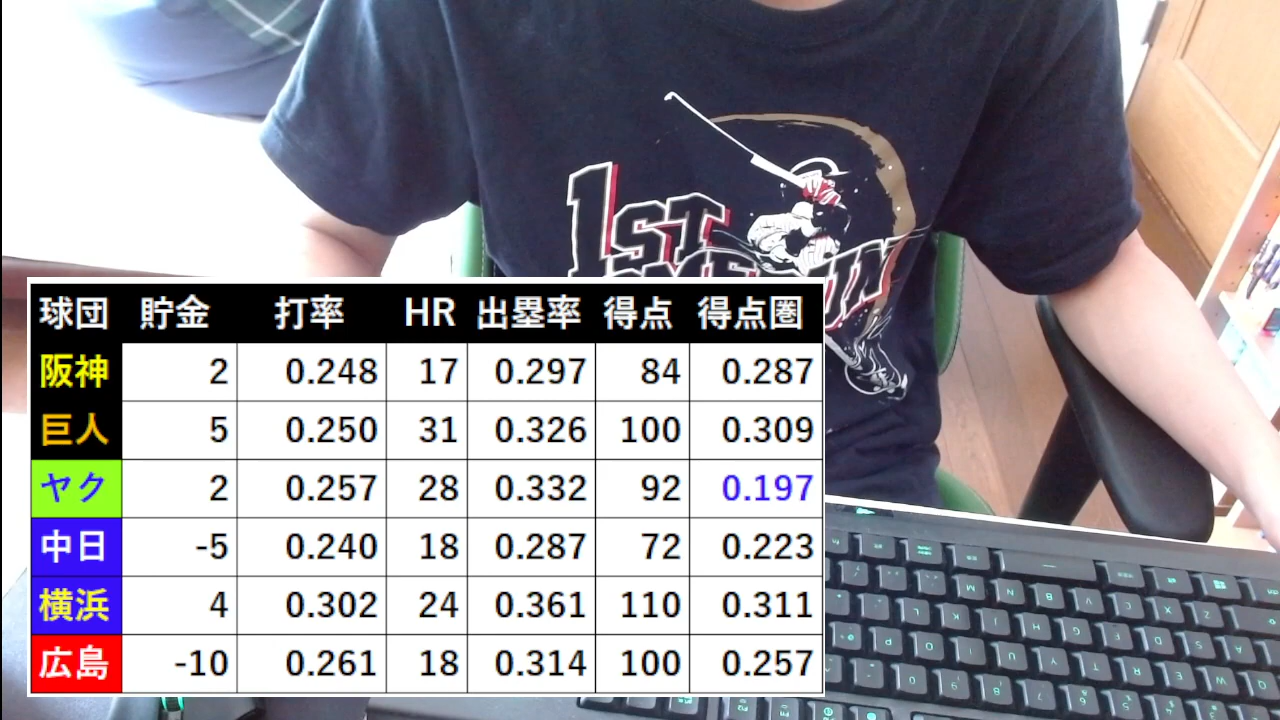 1ST
球団 貯金 打率 HR 出塁率 得点 得点圏
阪神 2 0.248 17 0.297 84 0.287
巨人 5 0.250 31 0.326 100 0.309
ヤク 2 0.257 28 0.332 92 0.197
中日 -5 0.240 18 0.287 72 0.223
横浜 4 0.302 24 0.361 110 0.311
広島 -10 0.261 18 0.314 100 0.257